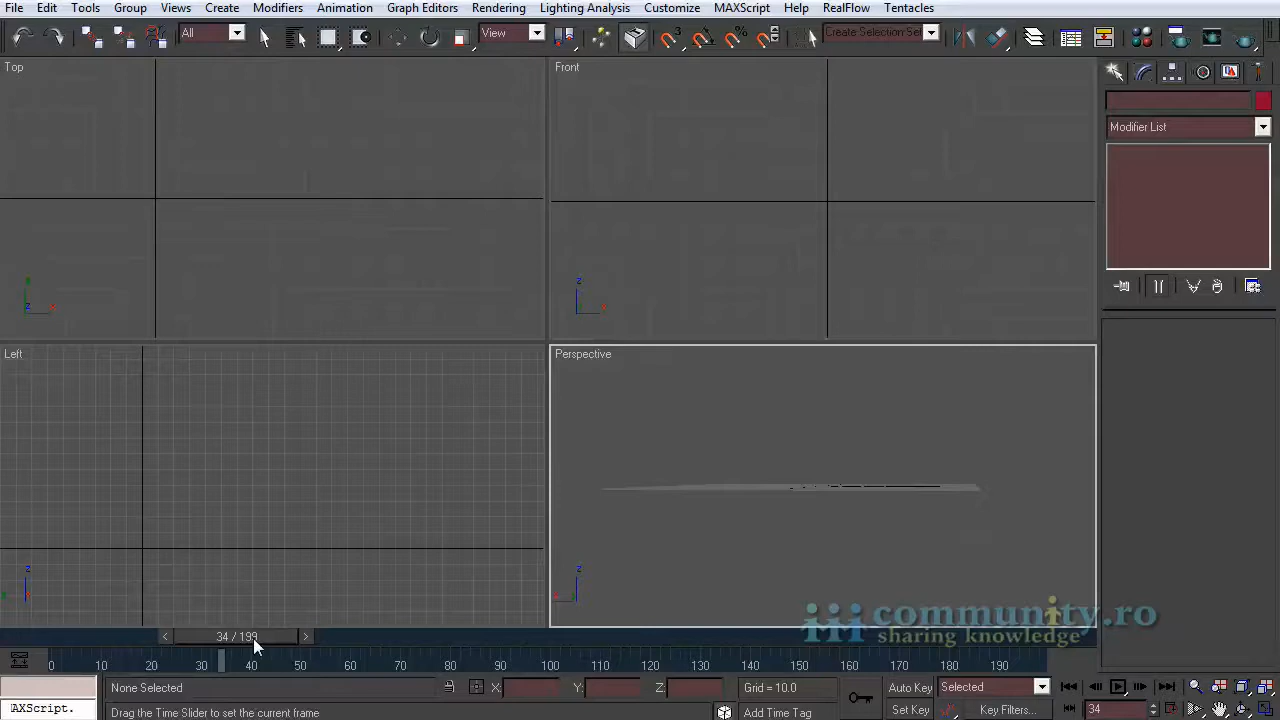 File Edit Tools Group Views Create Modifiers Animation Graph Editors Rendering Lighting Analysis Customize MAXScript Help RealFlow Tentacles
All View Create Selection Set
Top Front
Modifier List
Left Perspective
community.ro
sharing knowledge
34 / 199
0 10 20 30 40 50 60 70 80 90 100 110 120 130 140 150 160 170 180 190
None Selected X: Y: Z: Grid = 10.0 Auto Key Selected
AXScript. Drag the Time Slider to set the current frame Add Time Tag Set Key Key Filters... 34